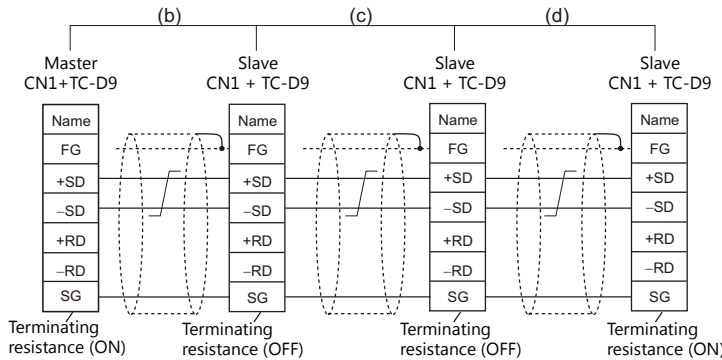 (b) (c) (d)
Master Slave Slave Slave
CN1+TC-D9 CN1 + TC-D9 CN1 + TC-D9 CN1 + TC-D9
Name Name Name Name
FG FG FG FG
+SD +SD +SD +SD
–SD –SD –SD –SD
+RD +RD +RD +RD
–RD –RD –RD –RD
SG SG SG SG
Terminating Terminating Terminating Terminating
resistance (ON) resistance (OFF) resistance (OFF) resistance (ON)